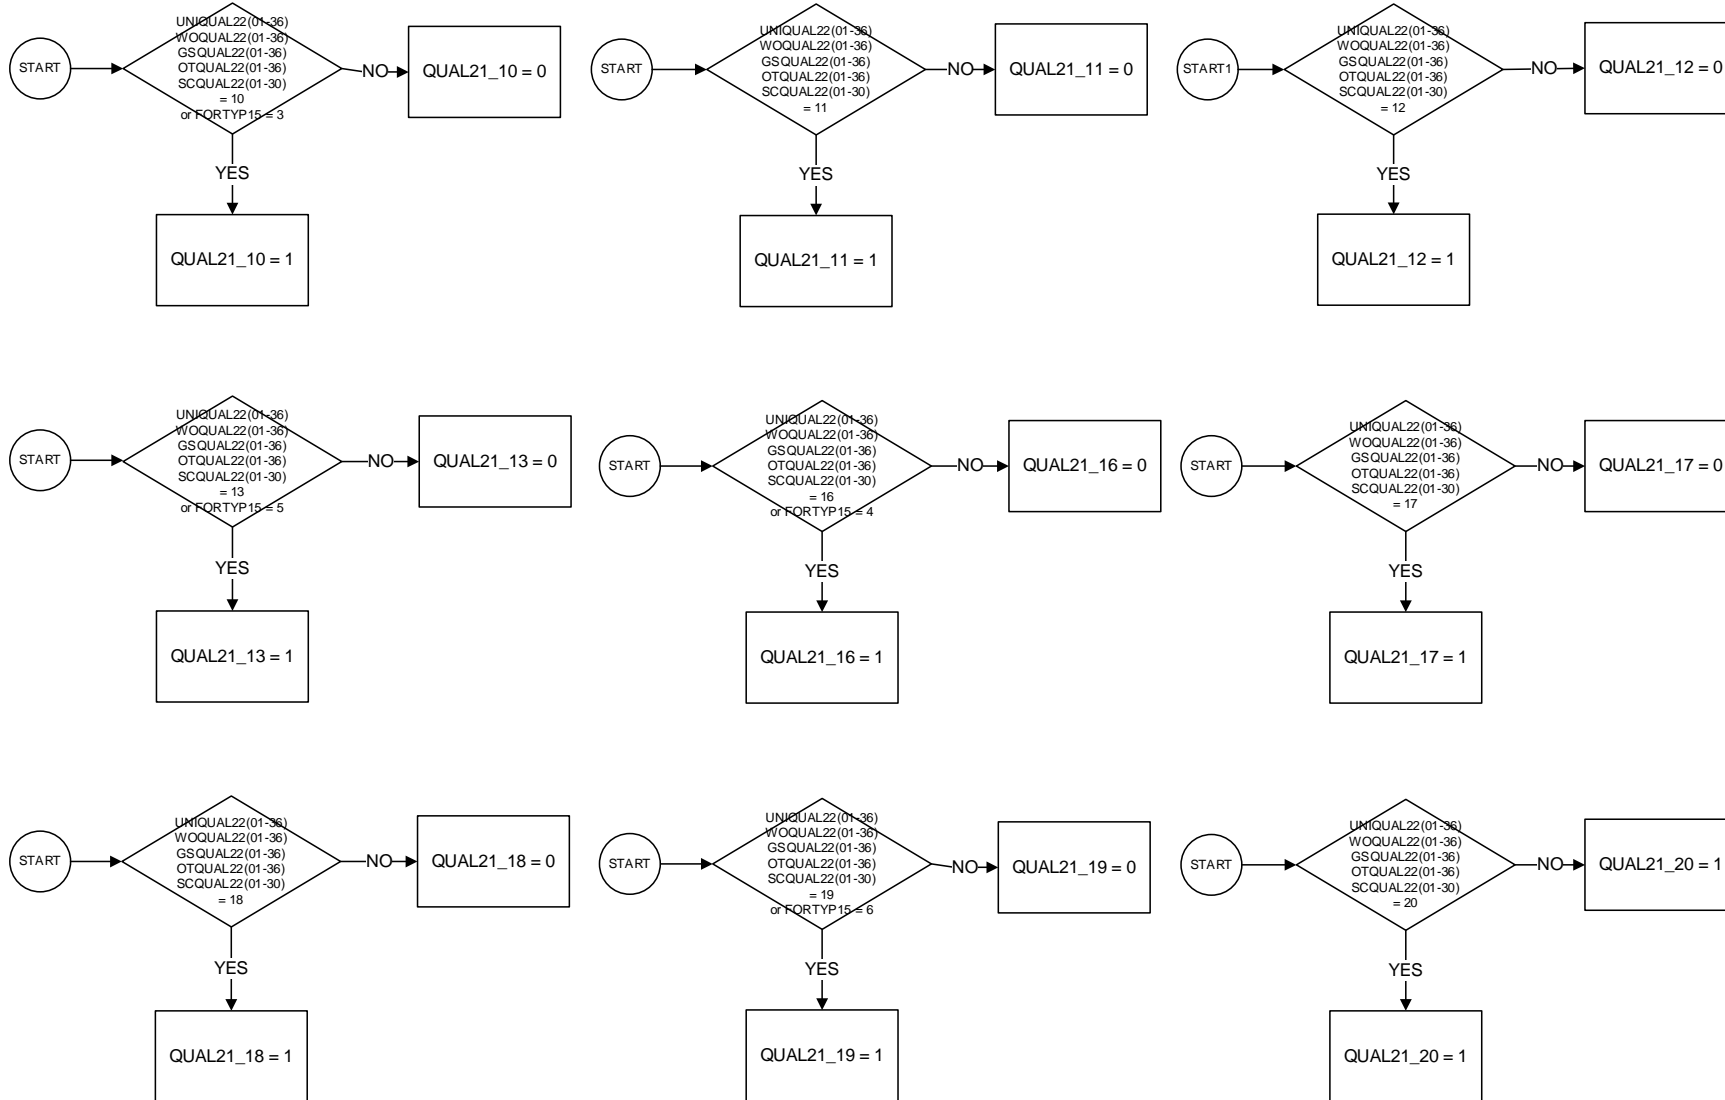 START
UNIQUAL22(01-36)
WOQUAL22(01-36)
GSQUAL22(01-36)
OTQUAL22(01-36)
SCQUAL22(01-30)
= 10
or FORTYP15 = 3
NO
QUAL21_10 = 0
YES
QUAL21_10 = 1
START
UNIQUAL22(01-36)
WOQUAL22(01-36)
GSQUAL22(01-36)
OTQUAL22(01-36)
SCQUAL22(01-30)
= 11
NO
QUAL21_11 = 0
YES
QUAL21_11 = 1
START1
UNIQUAL22(01-36)
WOQUAL22(01-36)
GSQUAL22(01-36)
OTQUAL22(01-36)
SCQUAL22(01-30)
= 12
NO
QUAL21_12 = 0
YES
QUAL21_12 = 1
START
UNIQUAL22(01-36)
WOQUAL22(01-36)
GSQUAL22(01-36)
OTQUAL22(01-36)
SCQUAL22(01-30)
= 13
or FORTYP15 = 5
NO
QUAL21_13 = 0
YES
QUAL21_13 = 1
START
UNIQUAL22(01-36)
WOQUAL22(01-36)
GSQUAL22(01-36)
OTQUAL22(01-36)
SCQUAL22(01-30)
= 16
or FORTYP15 = 4
NO
QUAL21_16 = 0
YES
QUAL21_16 = 1
START
UNIQUAL22(01-36)
WOQUAL22(01-36)
GSQUAL22(01-36)
OTQUAL22(01-36)
SCQUAL22(01-30)
= 17
NO
QUAL21_17 = 0
YES
QUAL21_17 = 1
START
UNIQUAL22(01-36)
WOQUAL22(01-36)
GSQUAL22(01-36)
OTQUAL22(01-36)
SCQUAL22(01-30)
= 18
NO
QUAL21_18 = 0
YES
QUAL21_18 = 1
START
UNIQUAL22(01-36)
WOQUAL22(01-36)
GSQUAL22(01-36)
OTQUAL22(01-36)
SCQUAL22(01-30)
= 19
or FORTYP15 = 6
NO
QUAL21_19 = 0
YES
QUAL21_19 = 1
START
UNIQUAL22(01-36)
WOQUAL22(01-36)
GSQUAL22(01-36)
OTQUAL22(01-36)
SCQUAL22(01-30)
= 20
NO
QUAL21_20 = 1
YES
QUAL21_20 = 1